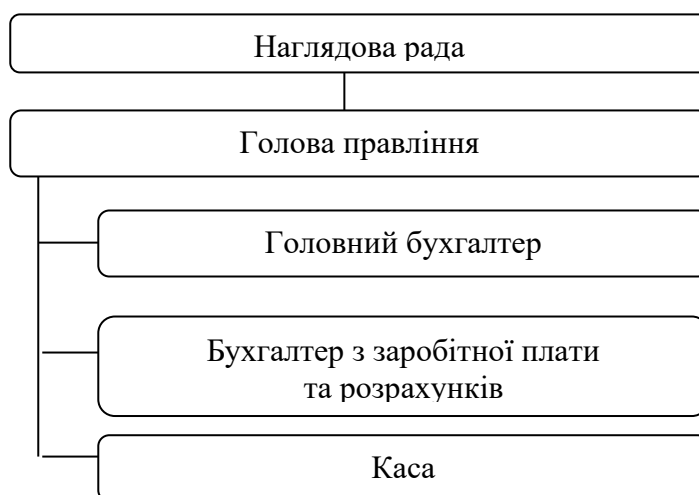 Наглядова рада
Голова правління
Головний бухгалтер
Бухгалтер з заробітної плати
та розрахунків
Каса